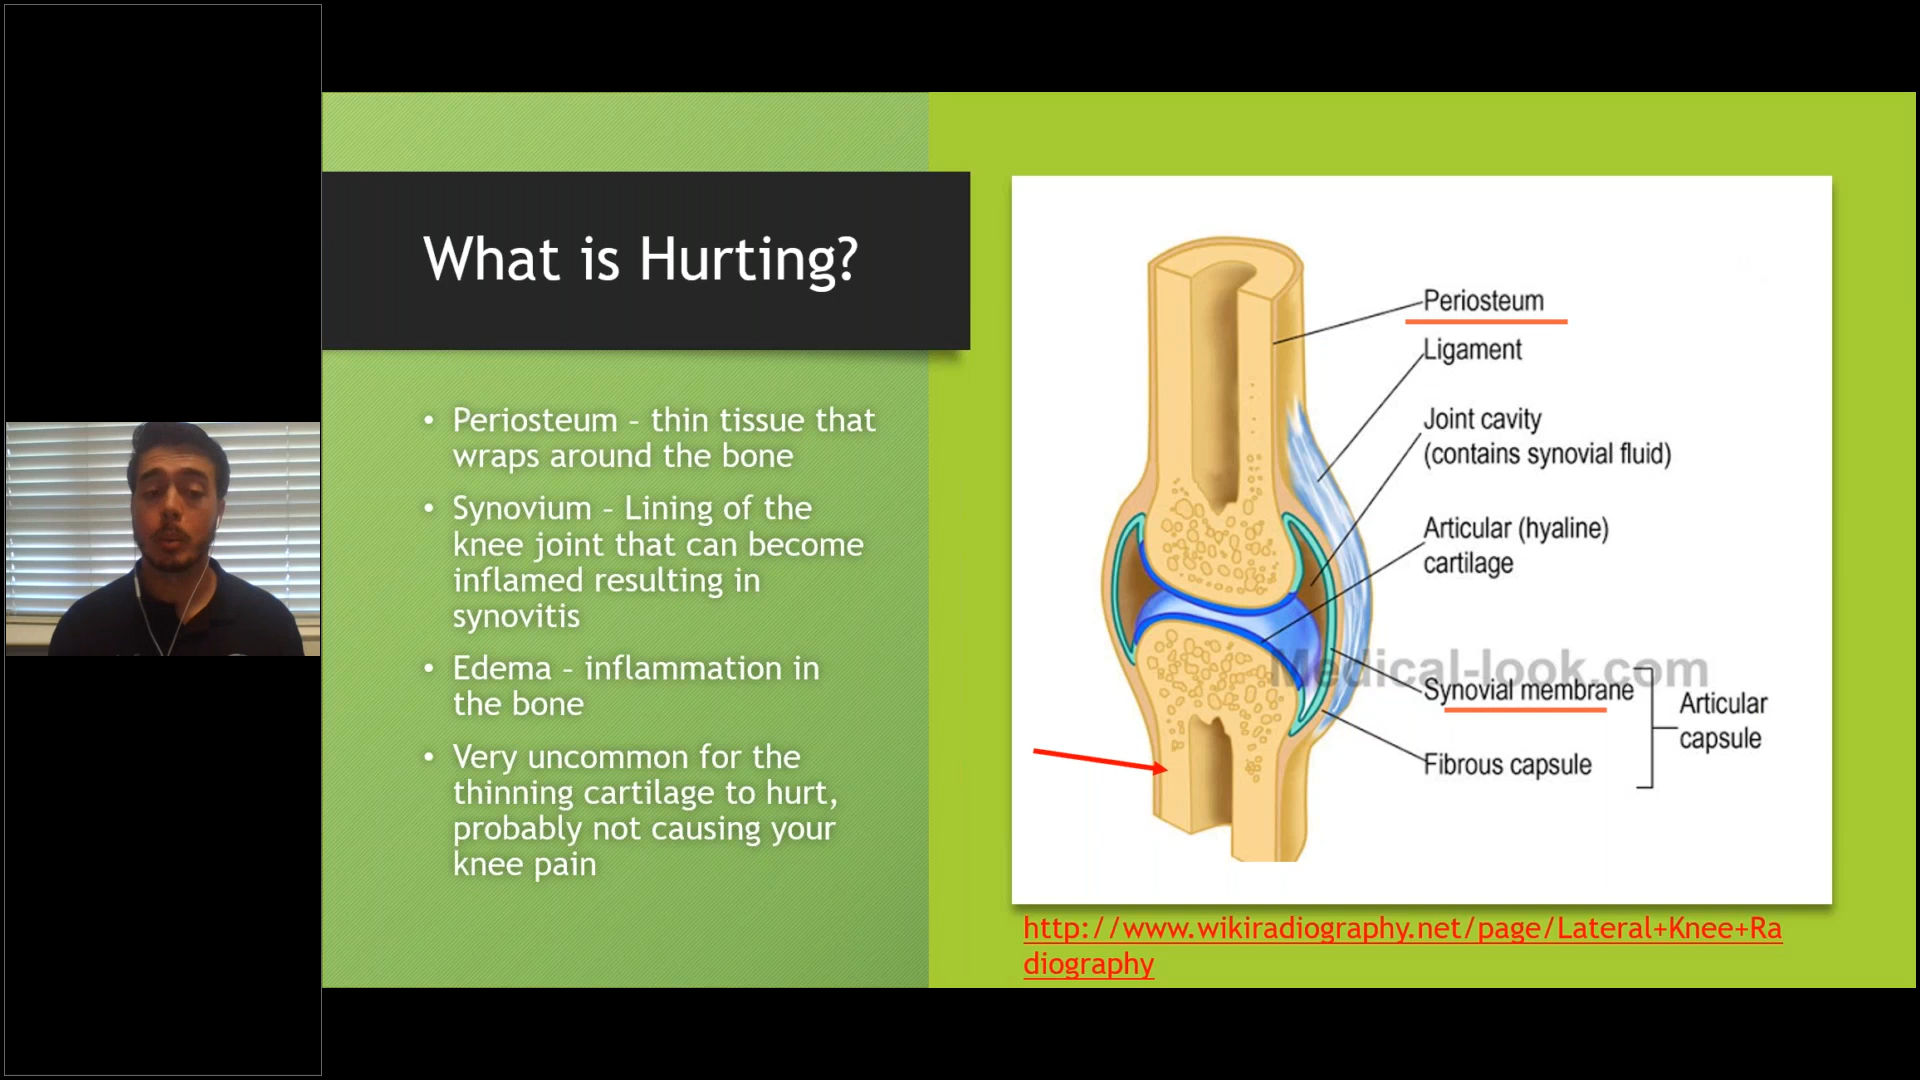 What is Hurting?
• Periosteum – thin tissue that
wraps around the bone
• Synovium – Lining of the
knee joint that can become
inflamed resulting in
synovitis
• Edema – inflammation in
the bone
• Very uncommon for the
thinning cartilage to hurt,
probably not causing your
knee pain
Periosteum
Ligament
Joint cavity
(contains synovial fluid)
Articular (hyaline)
cartilage
Medical-look.com
Synovial membrane
Articular
capsule
Fibrous capsule
http://www.wikiradiography.net/page/Lateral+Knee+Ra
diography